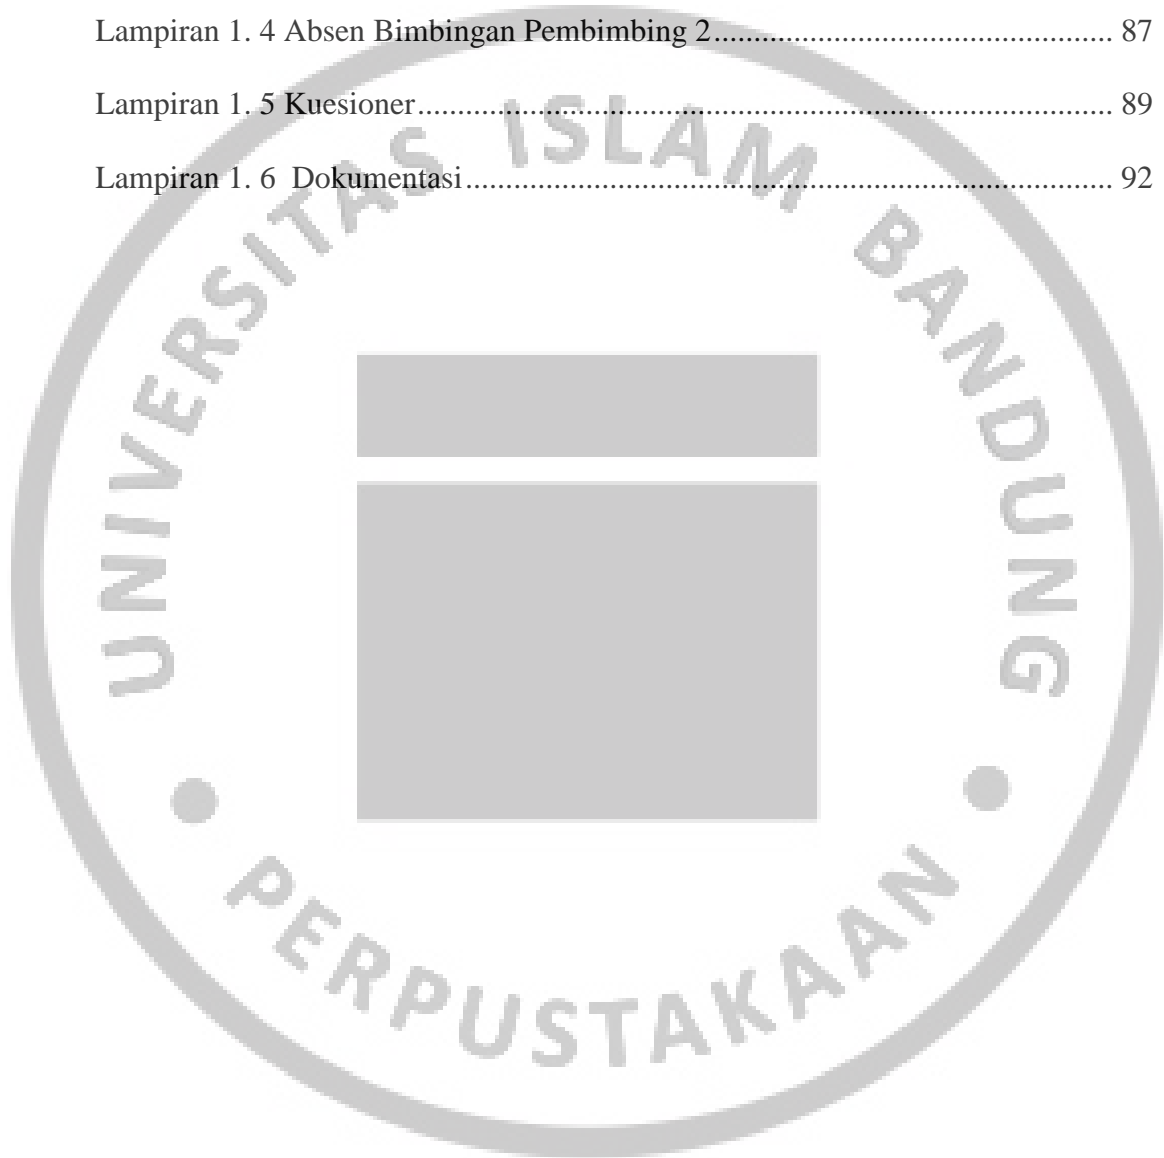 Lampiran 1. 4 Absen Bimbingan Pembimbing 2.................................................. 87
Lampiran 1. 5 Kuesioner....................................................................................... 89
Lampiran 1. 6  Dokumentasi................................................................................. 92
UNIVERSITAS ISLAM BANDUNG
PERPUSTAKAAN